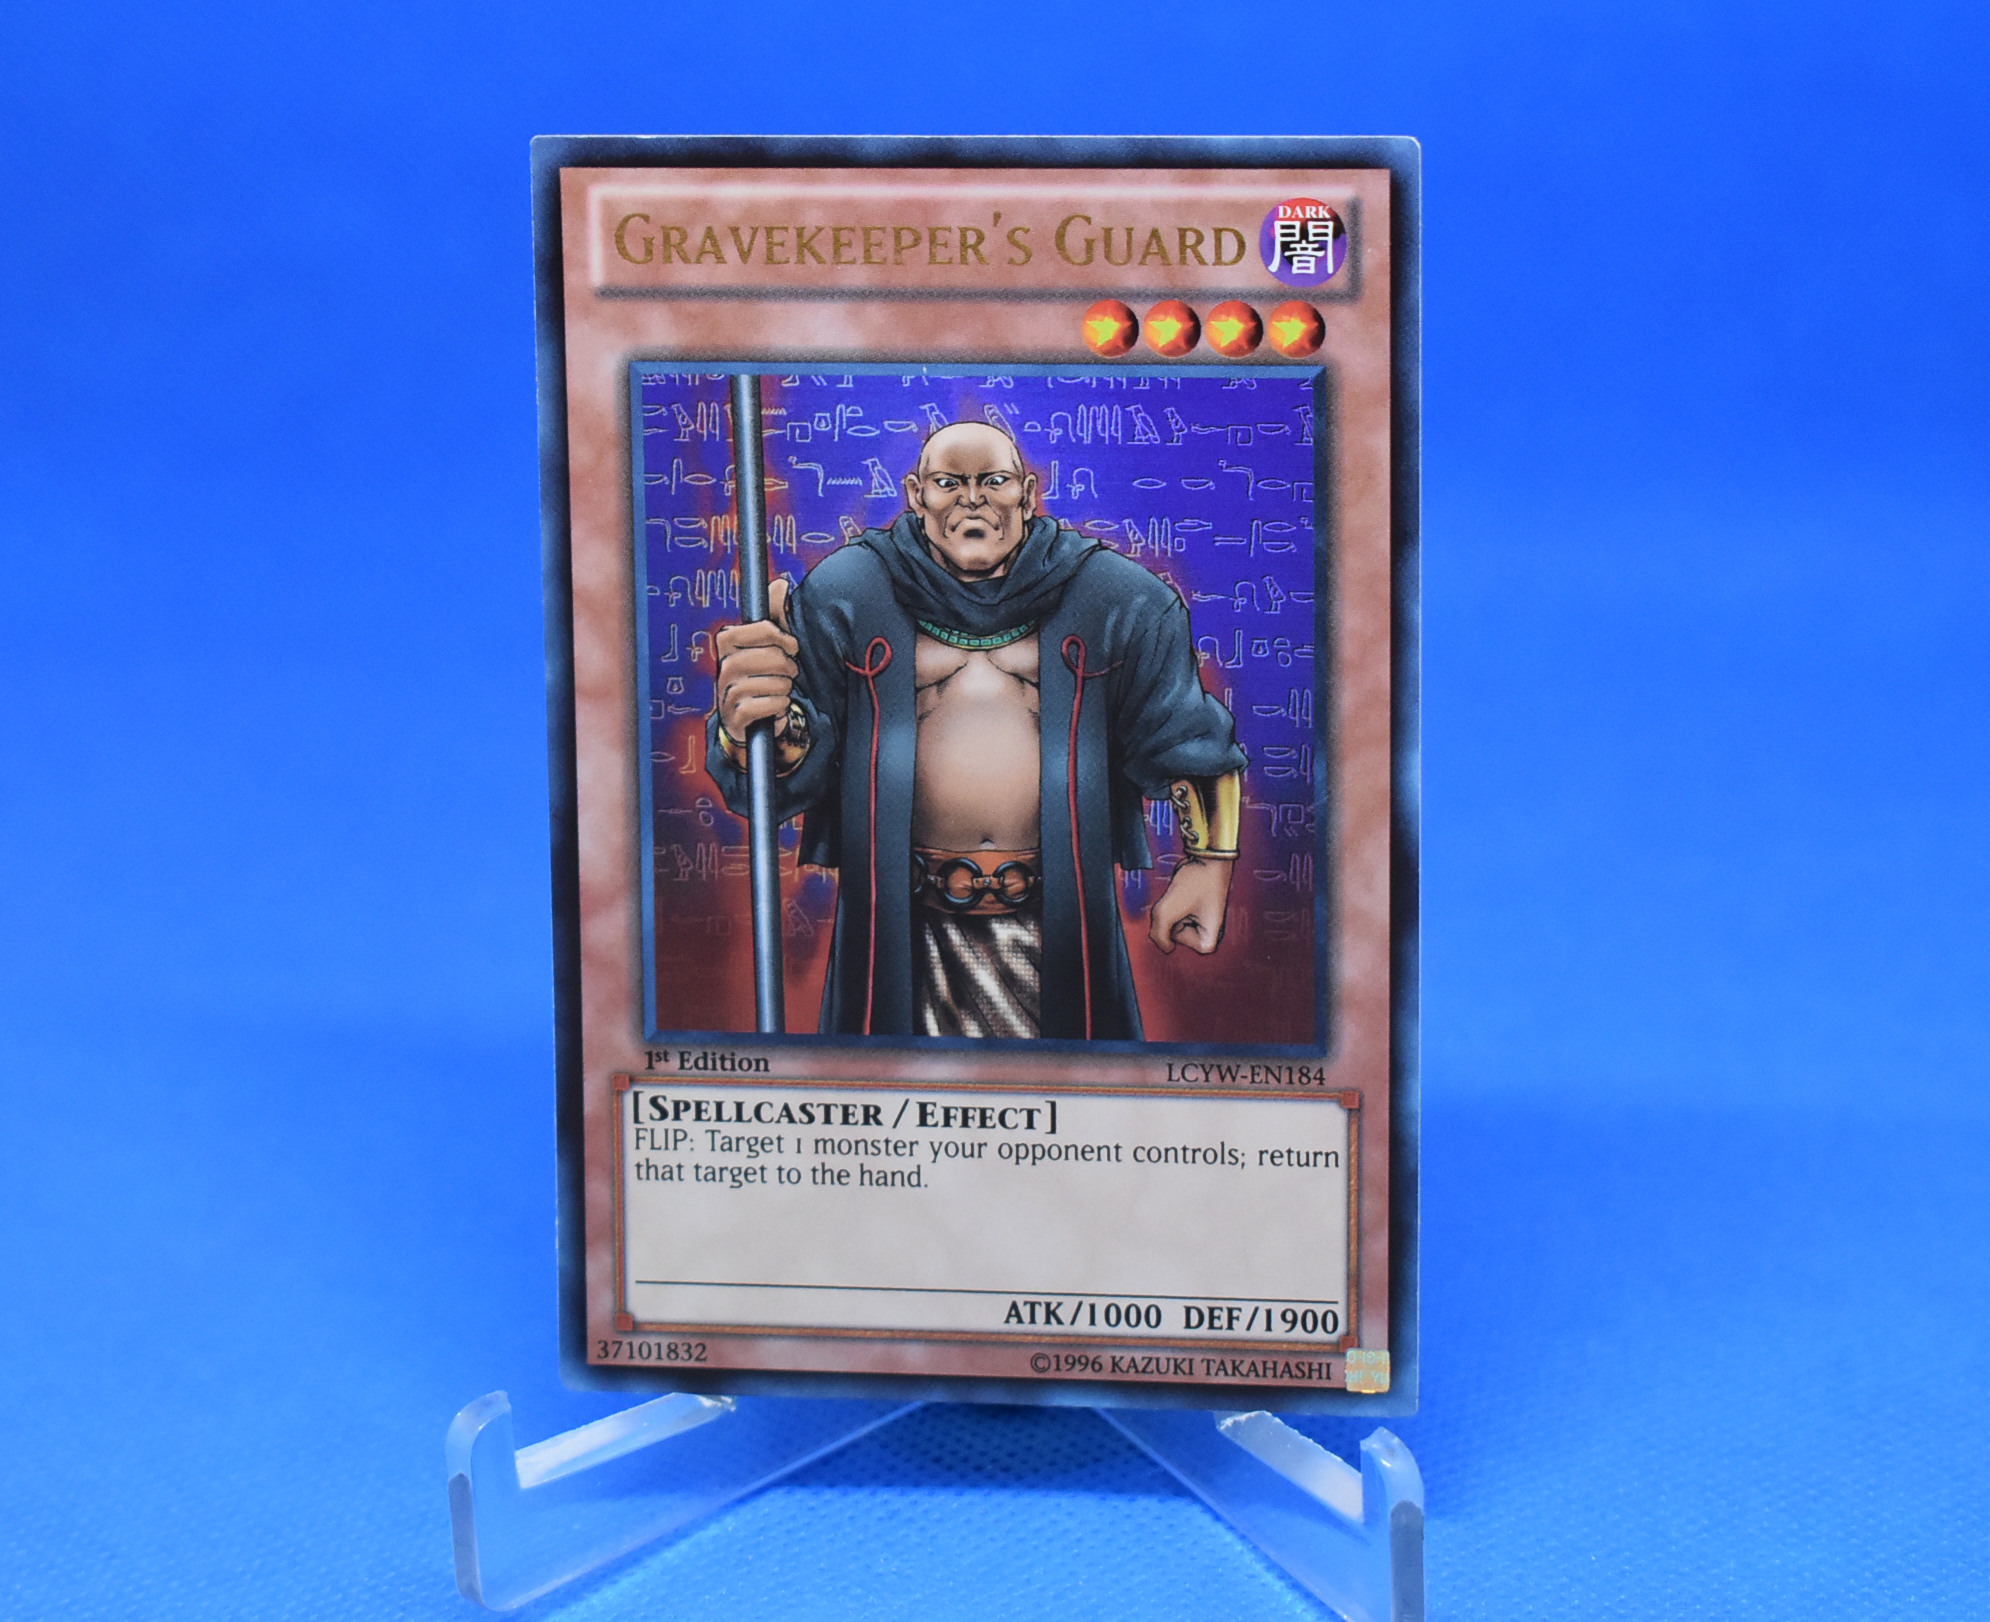 GRAVEKEEPER'S GUARD
DARK
闇
1st Edition
LCYW-EN184
[SPELLCASTER / EFFECT]
FLIP: Target 1 monster your opponent controls; return
that target to the hand.
ATK/1000 DEF/1900
37101832
©1996 KAZUKI TAKAHASHI